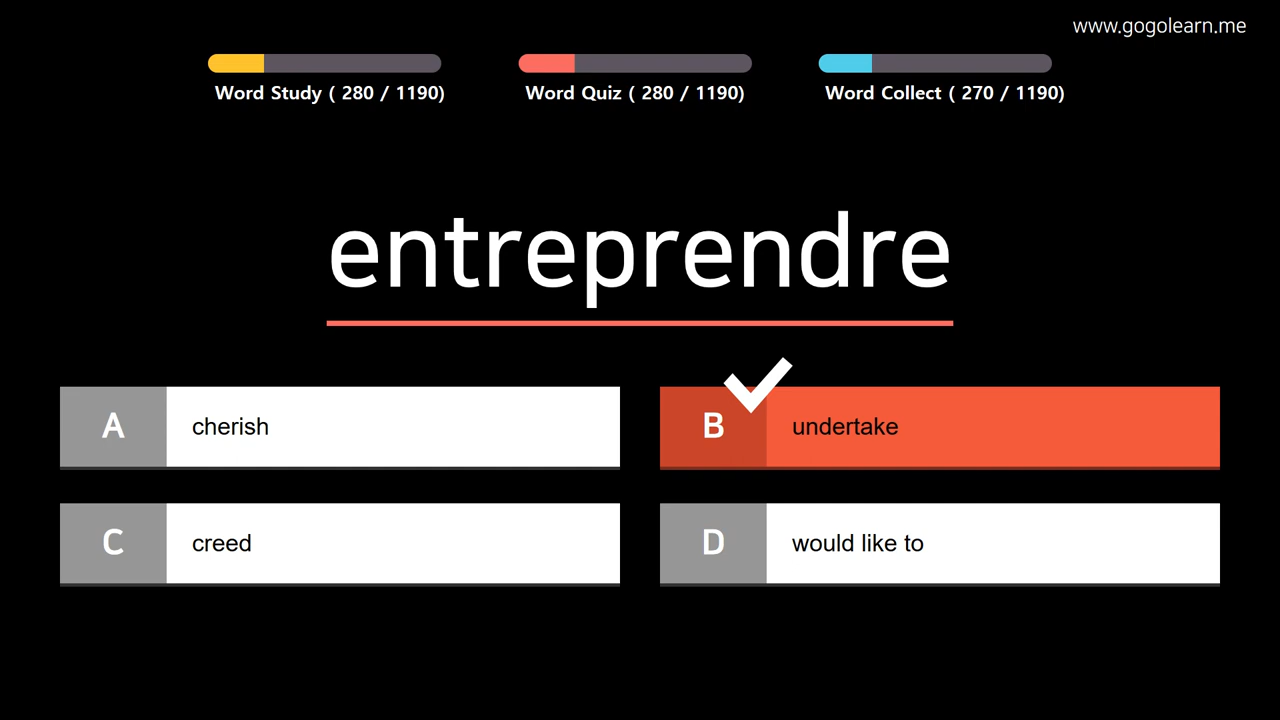 www.gogolearn.me
Word Study ( 280 / 1190)
Word Quiz ( 280 / 1190)
Word Collect ( 270 / 1190)
entreprendre
A cherish
B undertake
C creed
D would like to